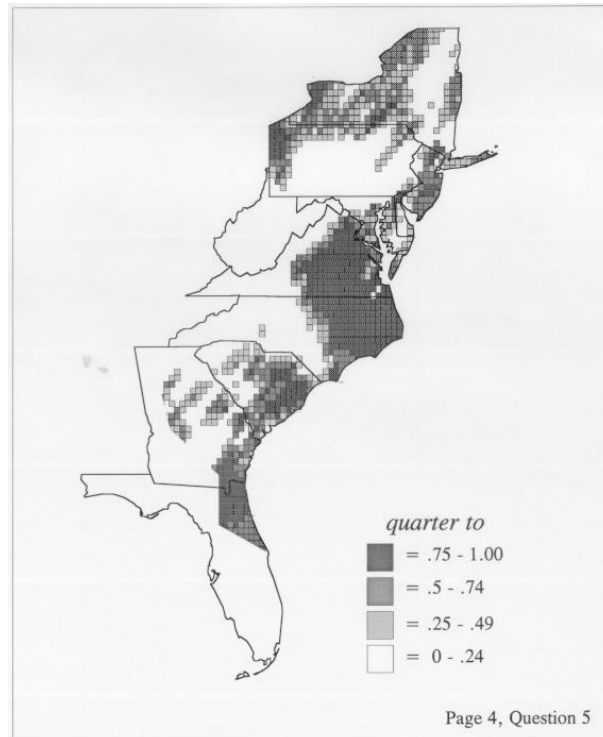 quarter to
= .75 - 1.00
= .5 - .74
= .25 - .49
= 0 - .24
Page 4, Question 5